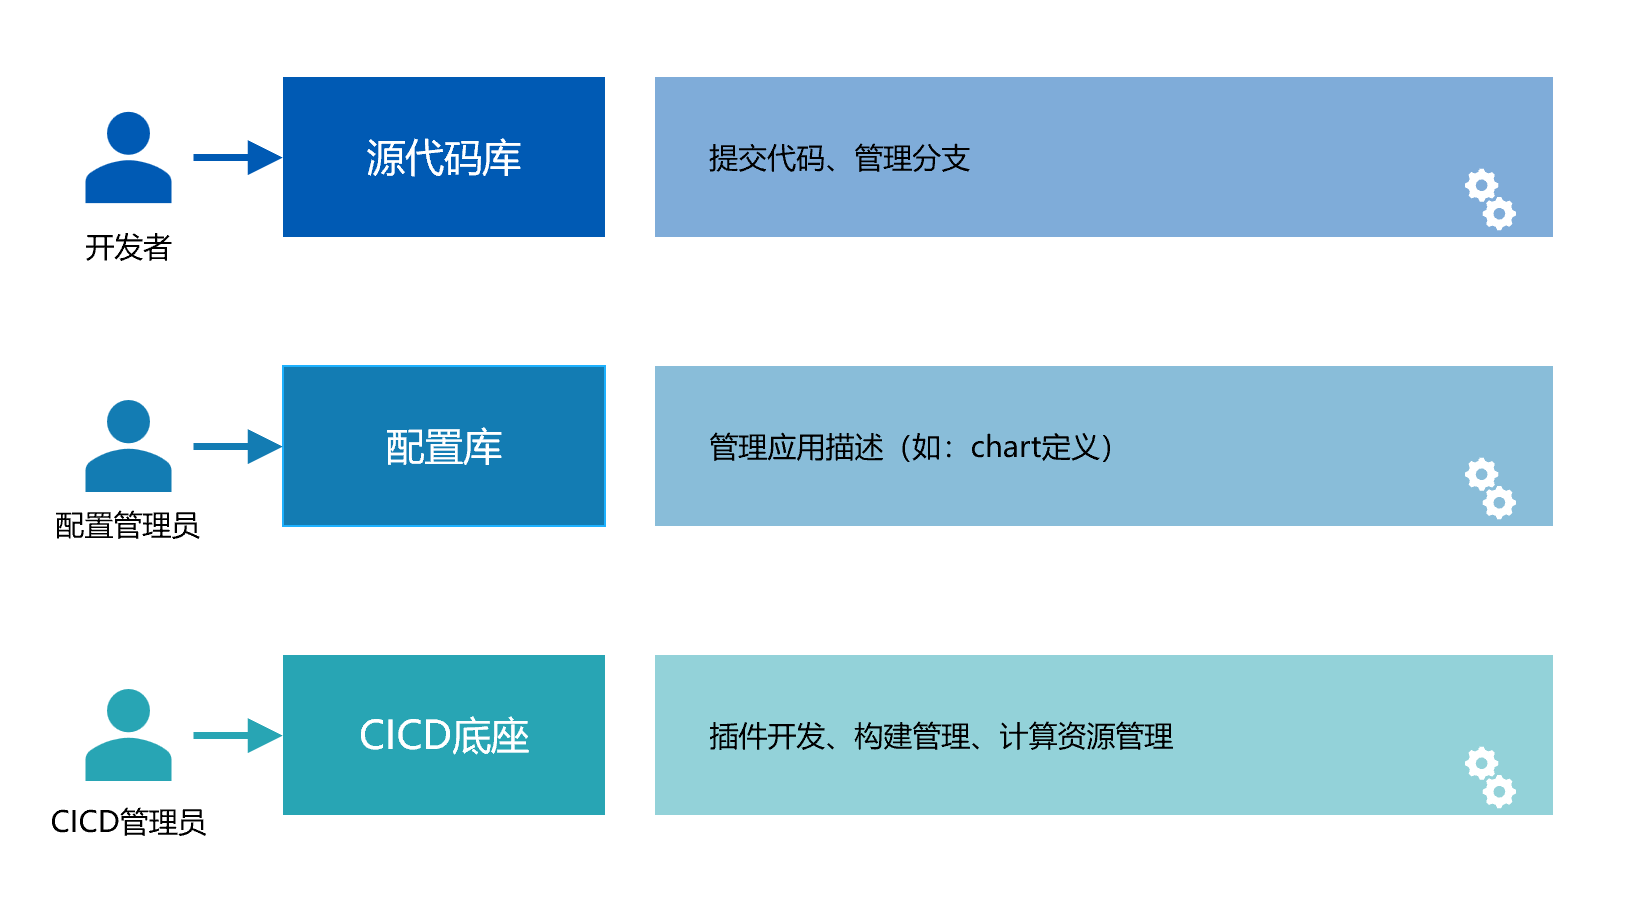 源代码库
提交代码、管理分支
开发者
配置库
管理应用描述（如：chart定义）
配置管理员
CICD底座
插件开发、构建管理、计算资源管理
CICD管理员